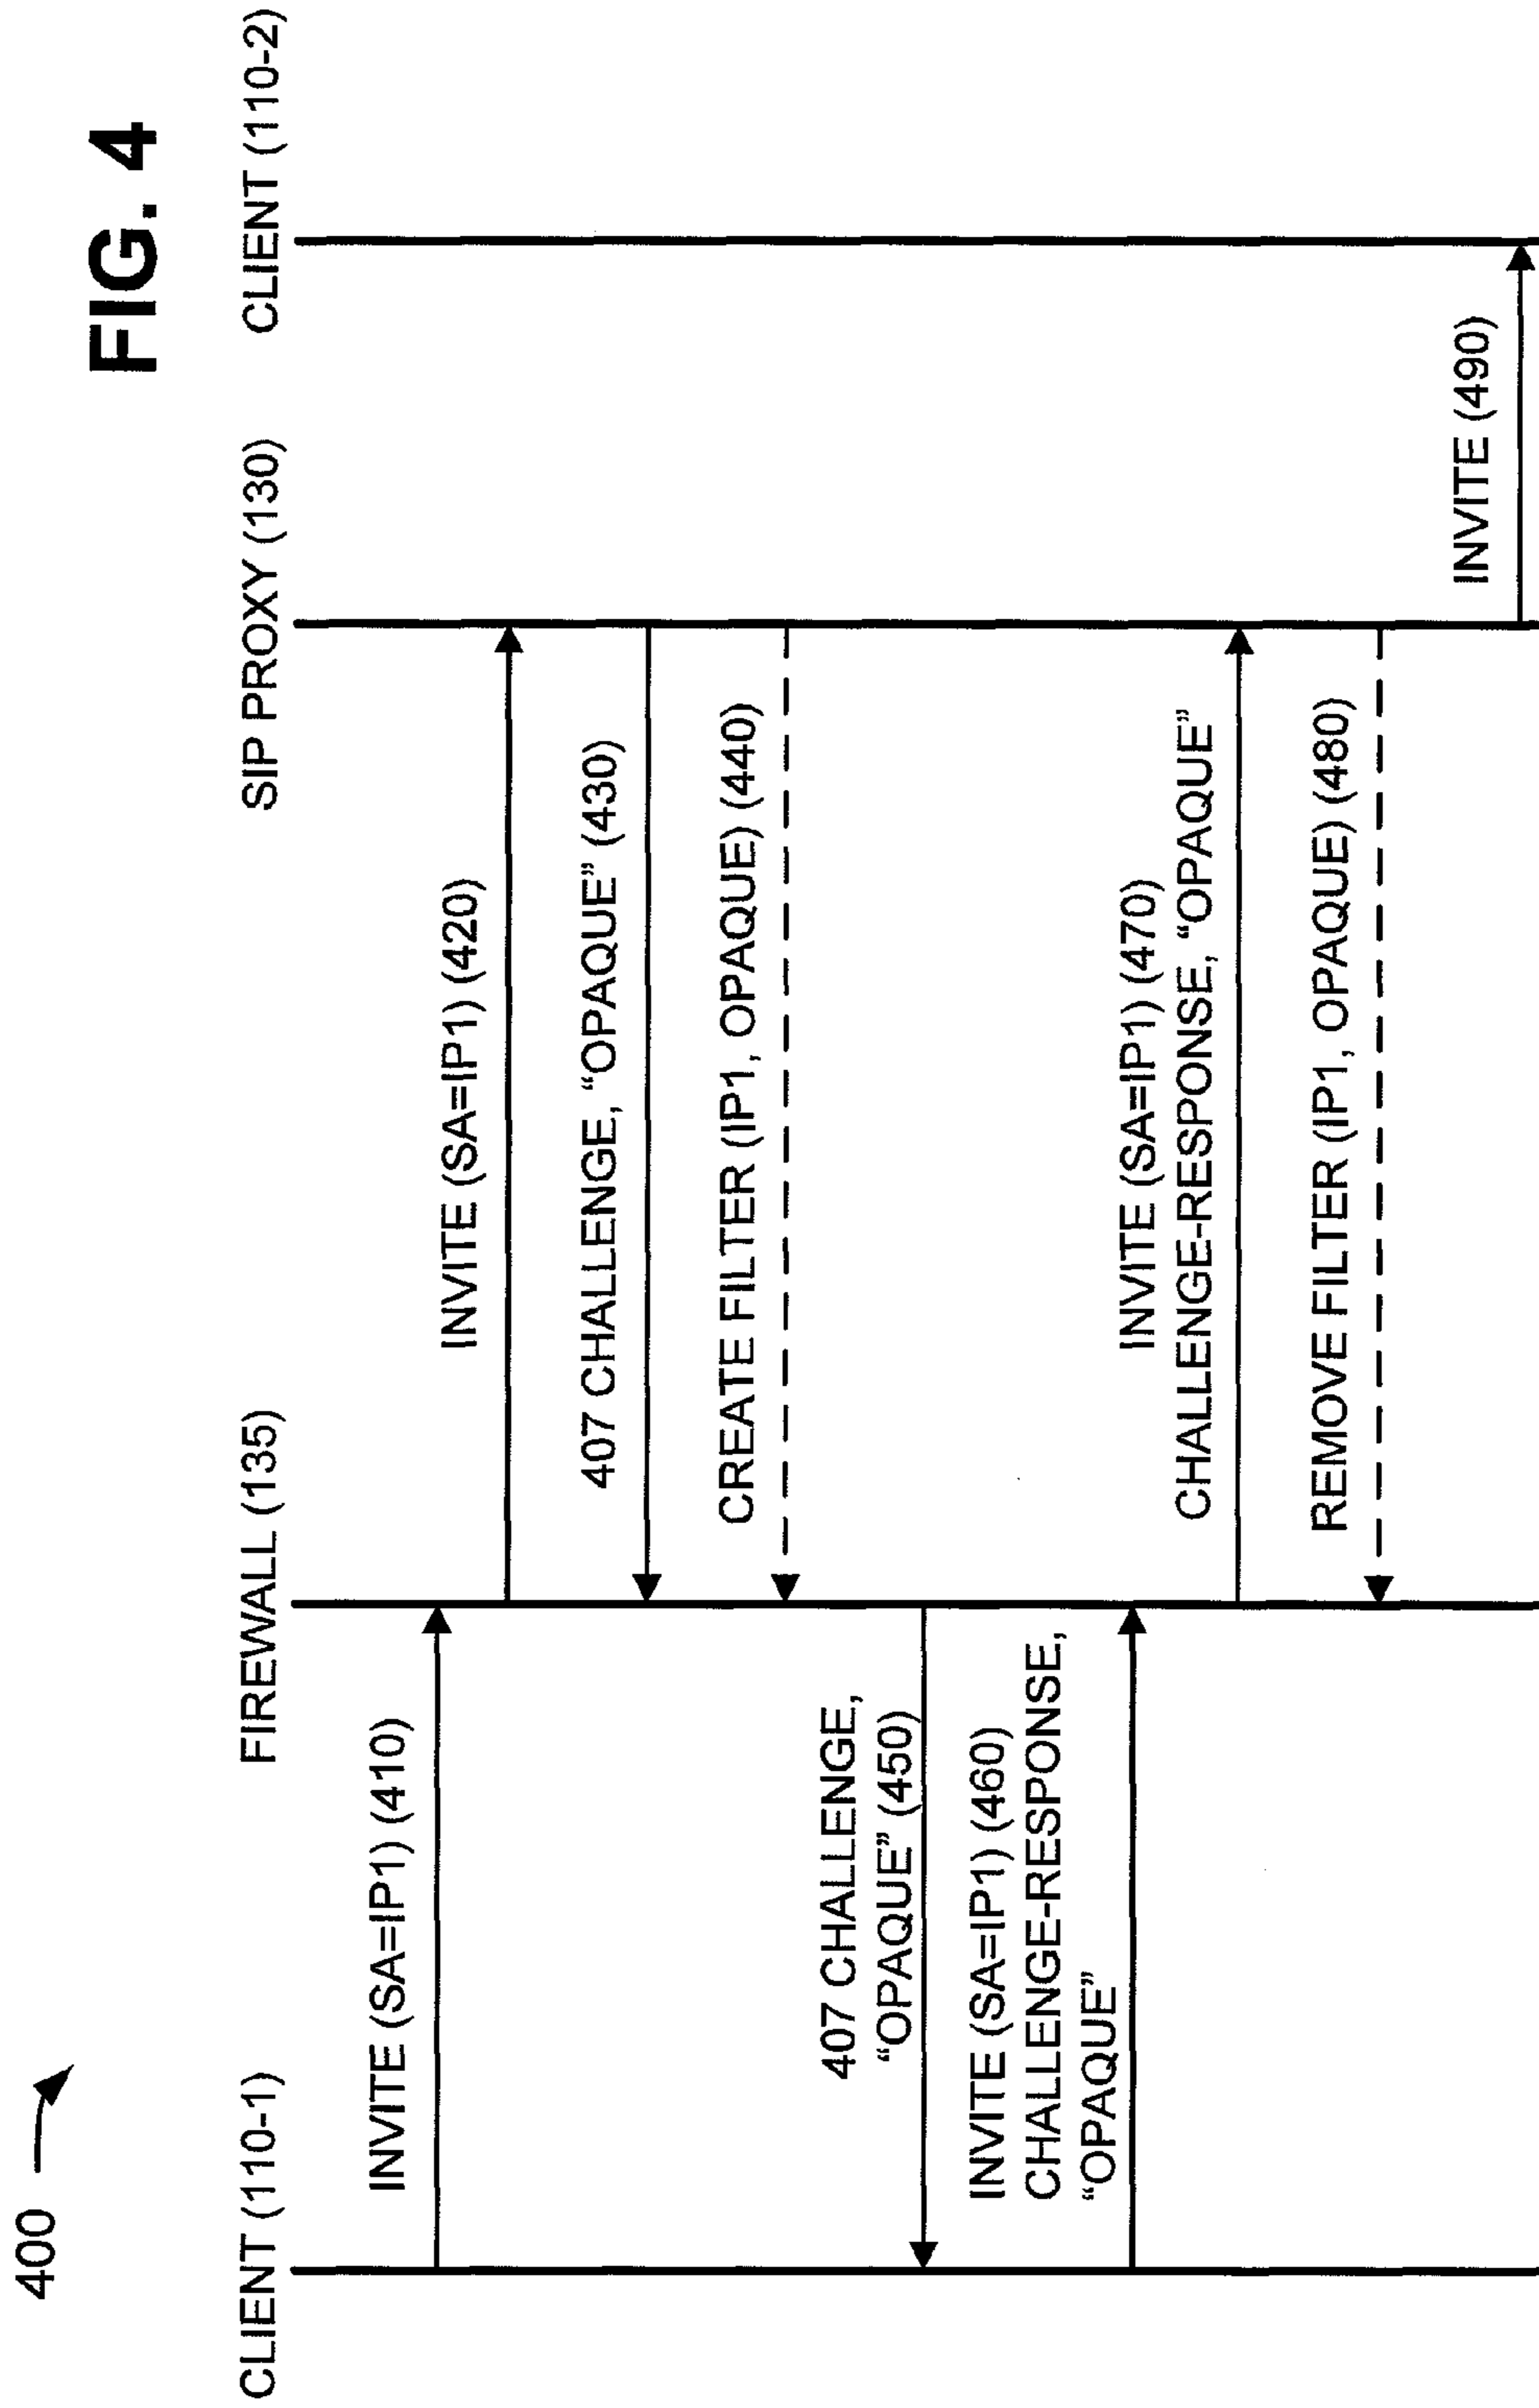 400
FIG. 4
CLIENT (110-1)
FIREWALL (135)
SIP PROXY (130)
CLIENT (110-2)
INVITE (SA=IP1) (410)
INVITE (SA=IP1) (420)
407 CHALLENGE, “OPAQUE” (430)
CREATE FILTER (IP1, OPAQUE) (440)
407 CHALLENGE,
“OPAQUE” (450)
INVITE (SA=IP1) (460)
CHALLENGE-RESPONSE,
“OPAQUE”
INVITE (SA=IP1) (470)
CHALLENGE-RESPONSE, “OPAQUE”
REMOVE FILTER (IP1, OPAQUE) (480)
INVITE (490)